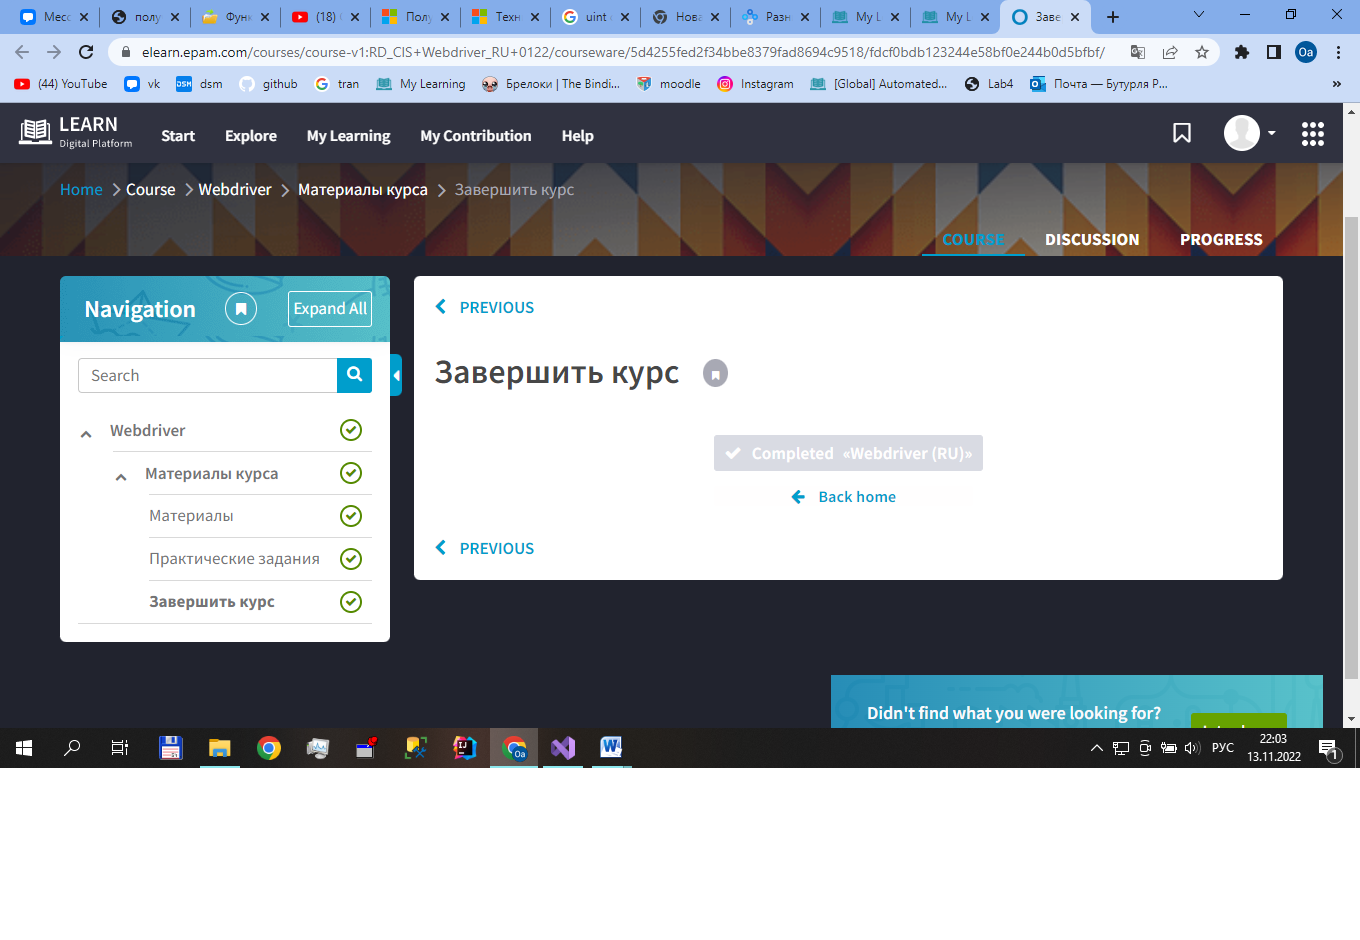 Месс
полу
Функ
(18)
Полу
Техн
uint
Нова
Разн
My L
My L
Заве
elearn.epam.com/courses/course-v1:RD_CIS+Webdriver_RU+0122/courseware/5d4255fed2f34bbe8379fad8694c9518/fdcf0bdb123244e58bf0e244b0d5bfbf/
Oa
(44) YouTube
vk
dsm
github
tran
My Learning
Брелоки | The Bindi...
moodle
Instagram
[Global] Automated...
Lab4
Почта — Бутурля Р...
»
LEARN
Digital Platform
Start
Explore
My Learning
My Contribution
Help
Home > Course > Webdriver > Материалы курса > Завершить курс
COURSE
DISCUSSION
PROGRESS
Navigation
Expand All
Search
Webdriver
Материалы курса
Материалы
Практические задания
Завершить курс
PREVIOUS
Завершить курс
Completed «Webdriver (RU)»
Back home
PREVIOUS
Didn't find what you were looking for?
РУС
22:03
13.11.2022
1